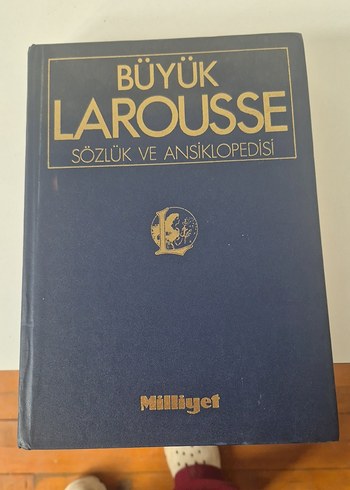 BÜYÜK
LAROUSSE
SÖZLÜK VE ANSİKLOPEDİSİ
L
Milliyet